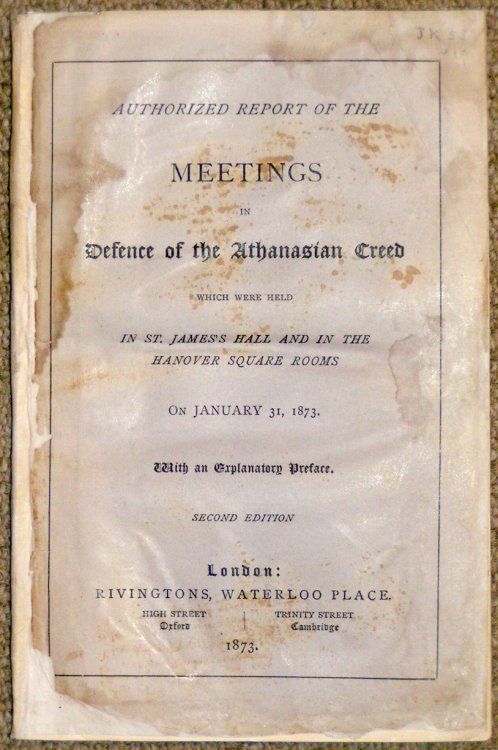 AUTHORIZED REPORT OF THE
MEETINGS
IN
Defence of the Athanasian Creed
WHICH WERE HELD
IN ST. JAMES'S HALL AND IN THE
HANOVER SQUARE ROOMS
ON JANUARY 31, 1873.
With an Explanatory Preface.
SECOND EDITION
London:
RIVINGTONS, WATERLOO PLACE.
HIGH STREET TRINITY STREET
Oxford Cambridge
1873.